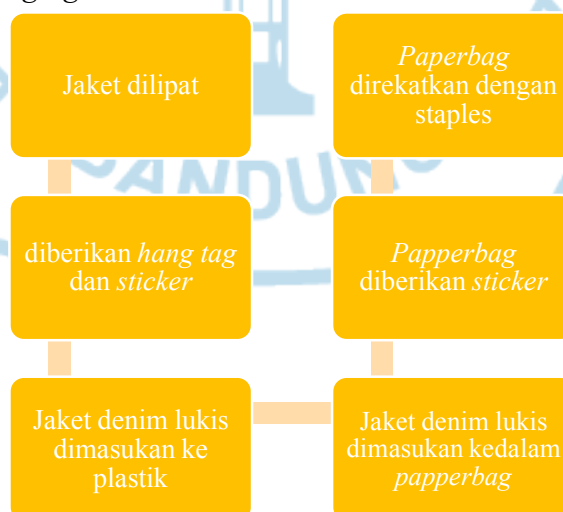 Jaket dilipat
diberikan hang tag
dan sticker
Jaket denim lukis
dimasukan ke
plastik
Jaket denim lukis
dimasukan kedalam
papperbag
Papperbag
diberikan sticker
Paperbag
direkatkan dengan
staples